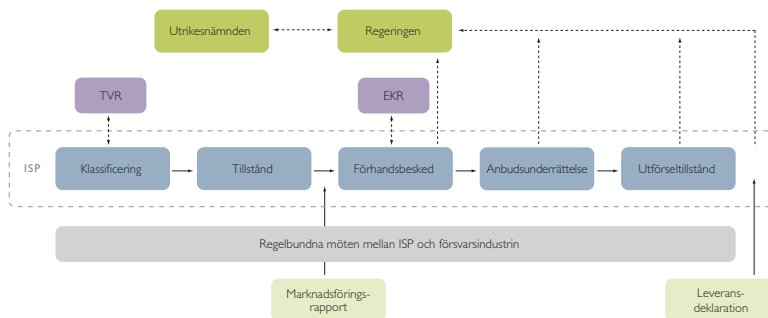 Utrikesnämnden
Regeringen
TVR
EKR
ISP
Klassificering
Tillstånd
Förhandsbesked
Anbudsunderrättelse
Utförseltillstånd
Regelbundna möten mellan ISP och försvarsindustrin
Marknadsförings-
rapport
Leverans-
deklaration